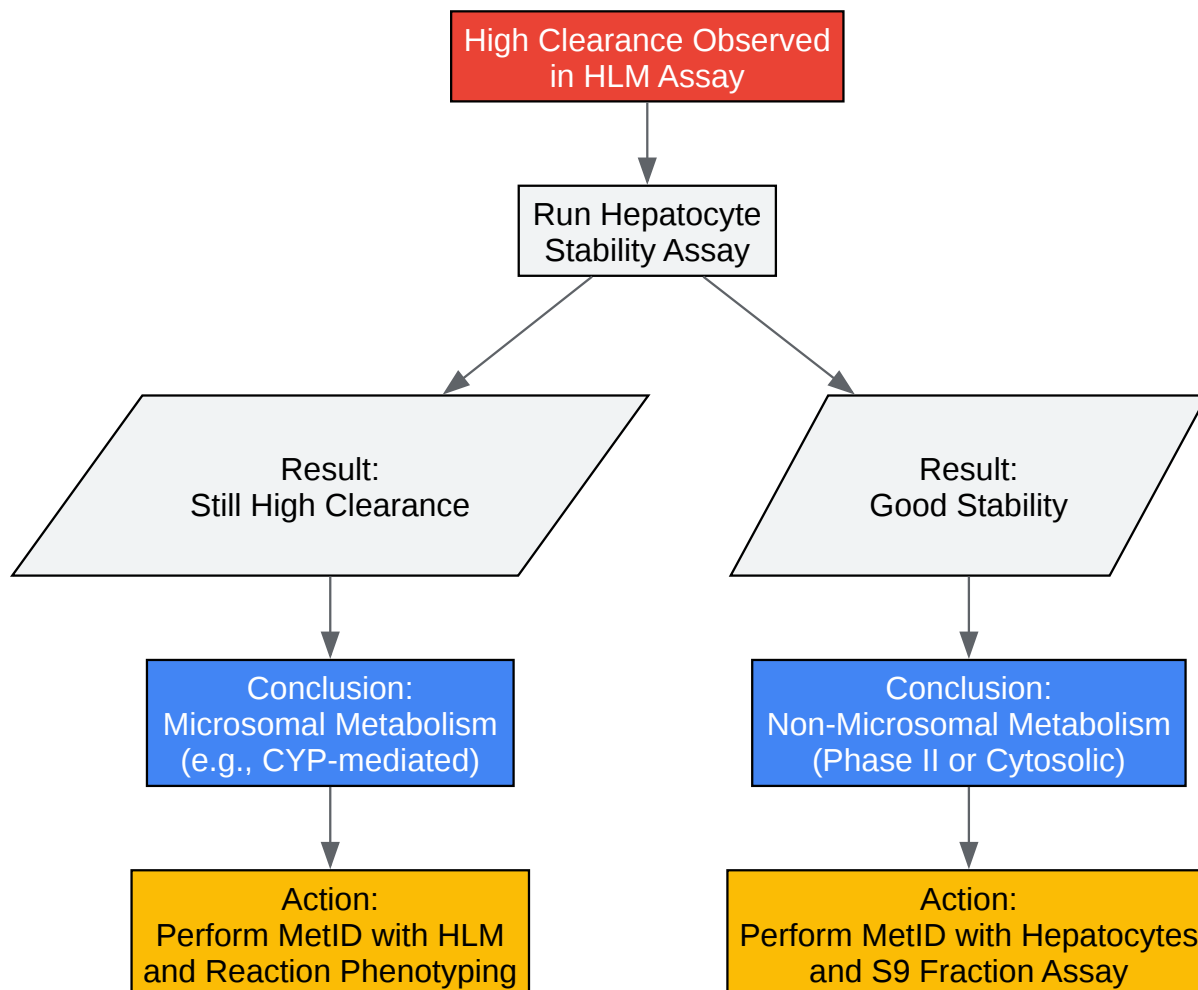 High Clearance Observed
in HLM Assay
Run Hepatocyte
Stability Assay
Result:
Still High Clearance
Result:
Good Stability
Conclusion:
Microsomal Metabolism
(e.g., CYP-mediated)
Conclusion:
Non-Microsomal Metabolism
(Phase II or Cytosolic)
Action:
Perform MetID with HLM
and Reaction Phenotyping
Action:
Perform MetID with Hepatocytes
and S9 Fraction Assay